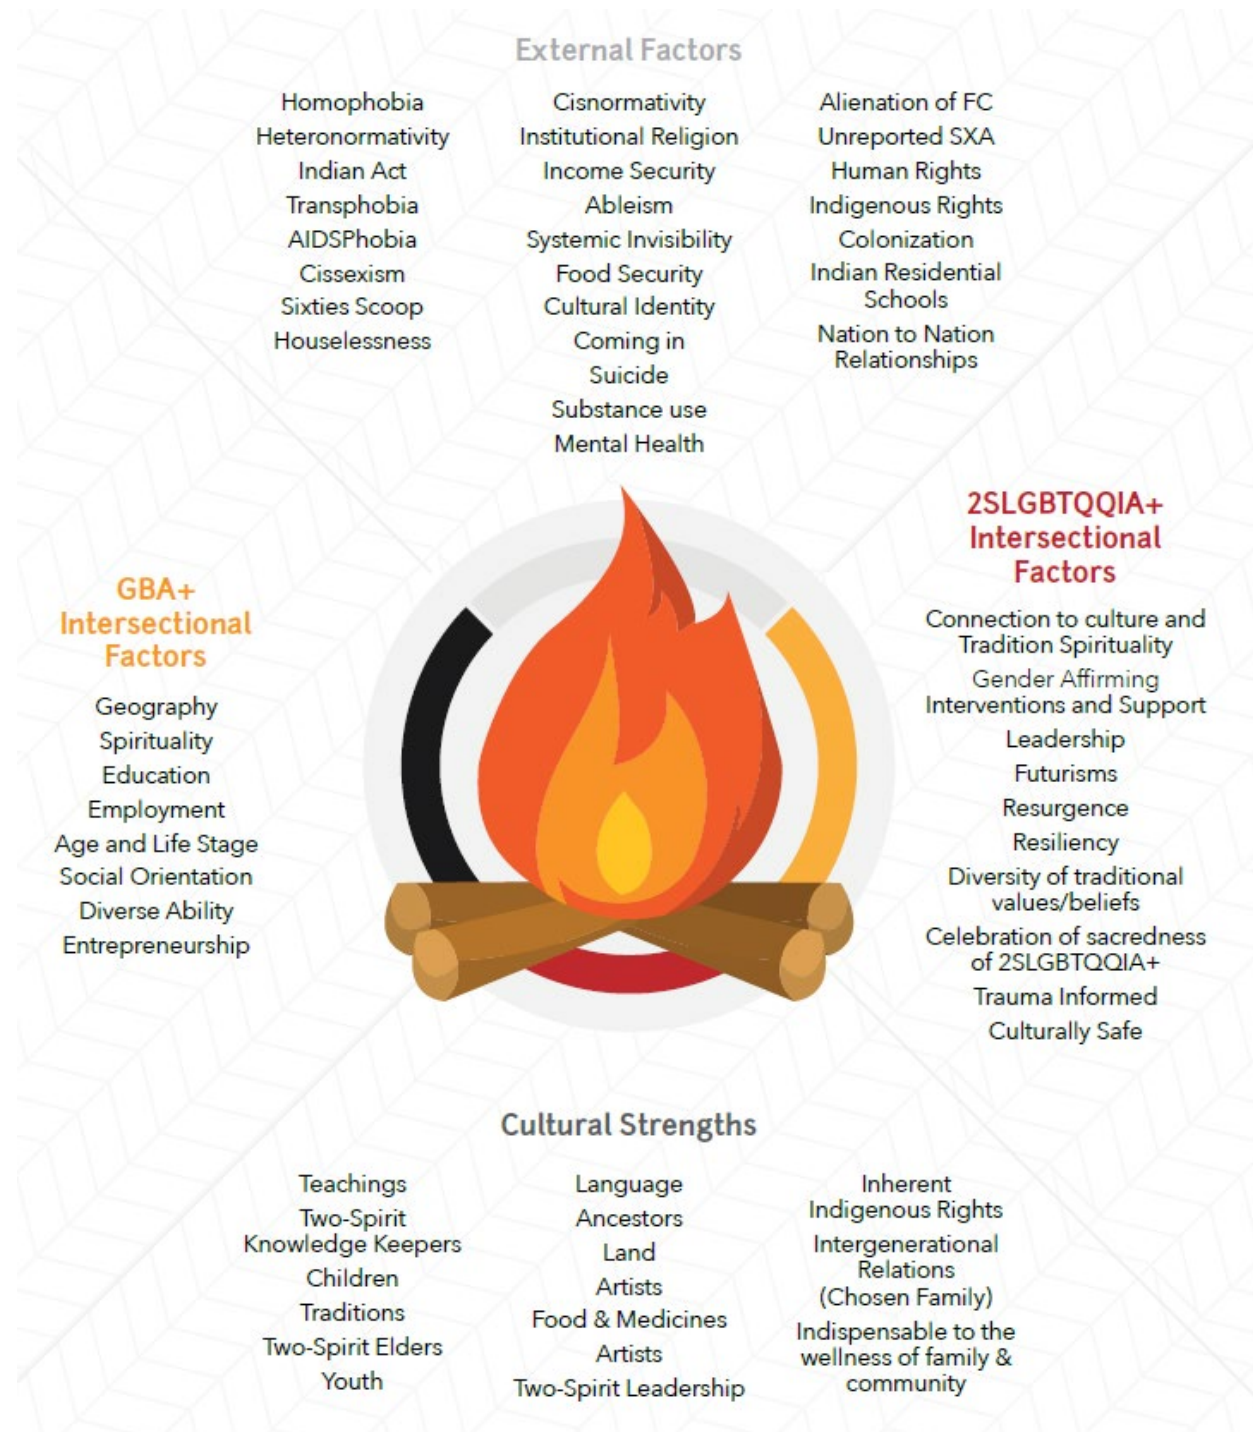 External Factors
Homophobia
Heteronormativity
Indian Act
Transphobia
AIDSPhobia
Cissexism
Sixties Scoop
Houselessness
Cisnormativity
Institutional Religion
Income Security
Ableism
Systemic Invisibility
Food Security
Cultural Identity
Coming in
Suicide
Substance use
Mental Health
Alienation of FC
Unreported SXA
Human Rights
Indigenous Rights
Colonization
Indian Residential
Schools
Nation to Nation
Relationships
GBA+
Intersectional
Factors
Geography
Spirituality
Education
Employment
Age and Life Stage
Social Orientation
Diverse Ability
Entrepreneurship
2SLGBTQQIA+
Intersectional
Factors
Connection to culture and
Tradition Spirituality
Gender Affirming
Interventions and Support
Leadership
Futurisms
Resurgence
Resiliency
Diversity of traditional
values/beliefs
Celebration of sacredness
of 2SLGBTQQIA+
Trauma Informed
Culturally Safe
Cultural Strengths
Teachings
Two-Spirit
Knowledge Keepers
Children
Traditions
Two-Spirit Elders
Youth
Language
Ancestors
Land
Artists
Food & Medicines
Artists
Two-Spirit Leadership
Inherent
Indigenous Rights
Intergenerational
Relations
(Chosen Family)
Indispensable to the
wellness of family &
community